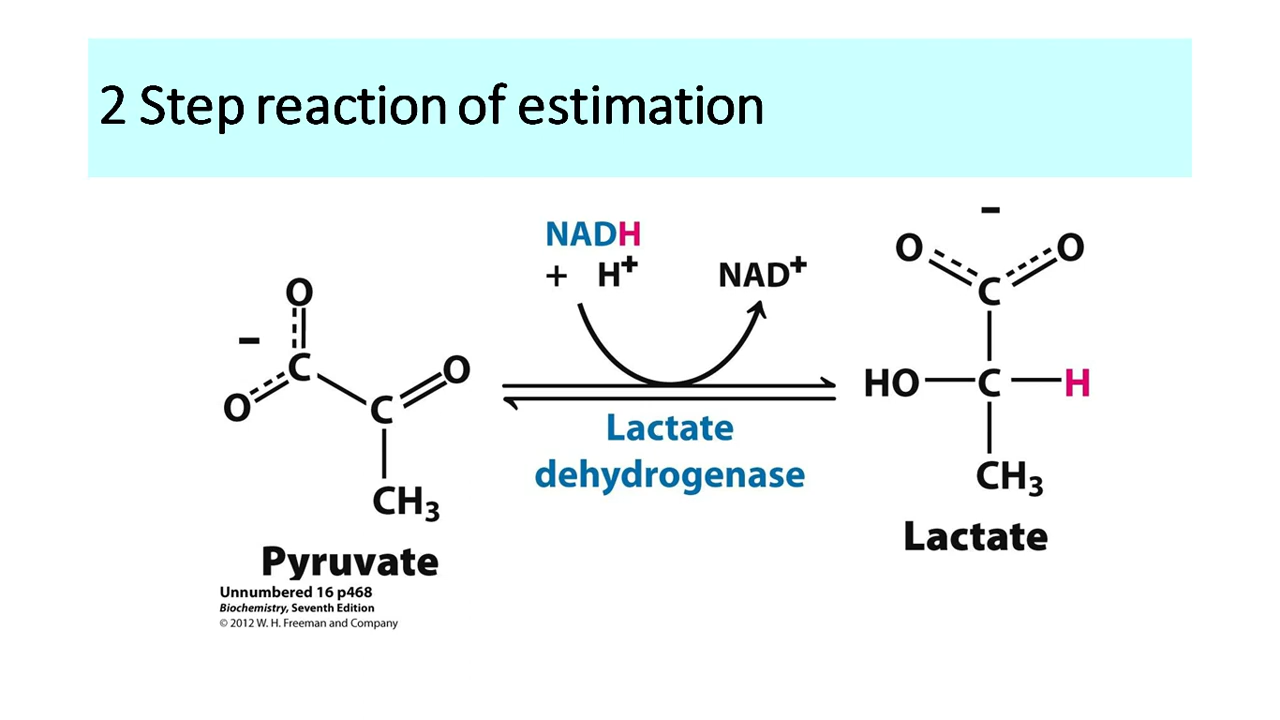 2 Step reaction of estimation
NADH
+ H⁺
NAD⁺
O
–
C
O
C
O
CH₃
Pyruvate
Lactate
dehydrogenase
–
O
O
C
HO
C
H
CH₃
Lactate
Unnumbered 16 p468
Biochemistry, Seventh Edition
© 2012 W. H. Freeman and Company